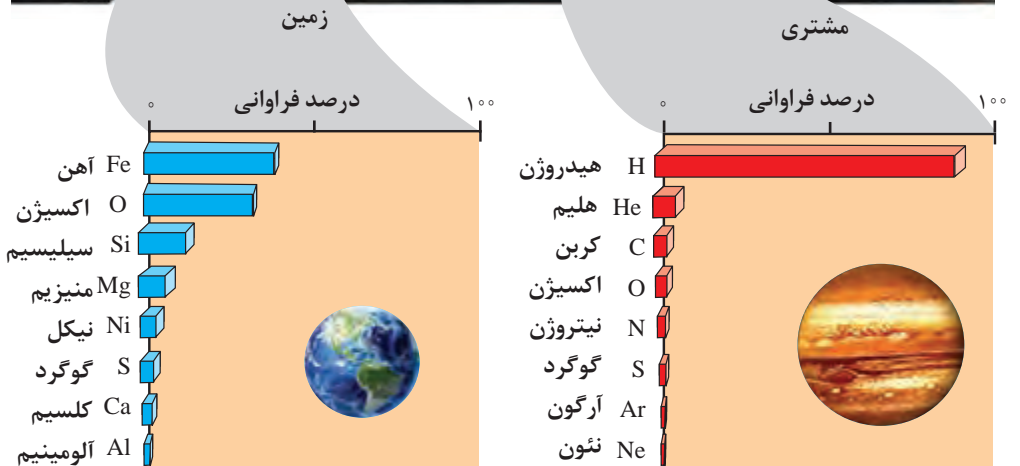 مشتری
درصد فراوانی
۰ ۱۰۰
H هیدروژن
He هلیم
C کربن
O اکسیژن
N نیتروژن
S گوگرد
Ar آرگون
Ne نئون
زمین
درصد فراوانی
۰ ۱۰۰
Fe آهن
O اکسیژن
Si سیلیسیم
Mg منیزیم
Ni نیکل
S گوگرد
Ca کلسیم
Al آلومینیم